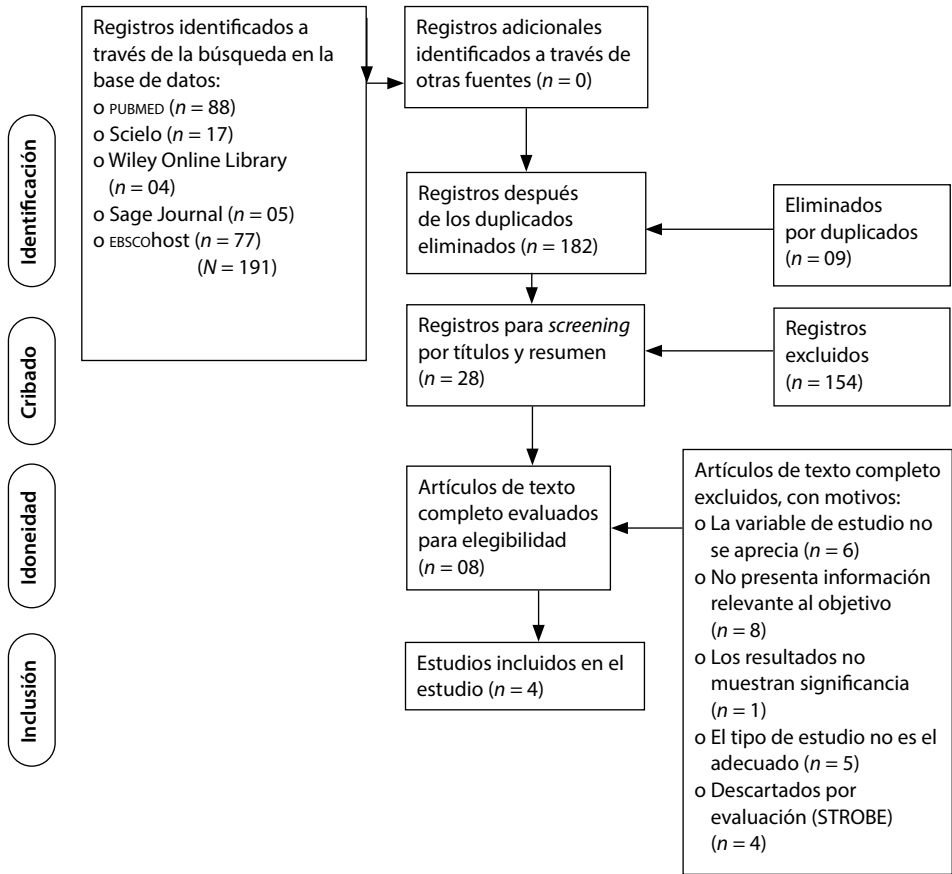 Registros identificados a
través de la búsqueda en la
base de datos:
o PUBMED (n = 88)
o Scielo (n = 17)
o Wiley Online Library
(n = 04)
o Sage Journal (n = 05)
o EBSCOhost (n = 77)
(N = 191)
Registros adicionales
identificados a través de
otras fuentes (n = 0)
Identificación
Registros después
de los duplicados
eliminados (n = 182)
Eliminados
por duplicados
(n = 09)
Cribado
Registros para screening
por títulos y resumen
(n = 28)
Registros
excluidos
(n = 154)
Idoneidad
Artículos de texto
completo evaluados
para elegibilidad
(n = 08)
Artículos de texto completo
excluidos, con motivos:
o La variable de estudio no
se aprecia (n = 6)
o No presenta información
relevante al objetivo
(n = 8)
o Los resultados no
muestran significancia
(n = 1)
o El tipo de estudio no es el
adecuado (n = 5)
o Descartados por
evaluación (STROBE)
(n = 4)
Inclusión
Estudios incluidos en el
estudio (n = 4)